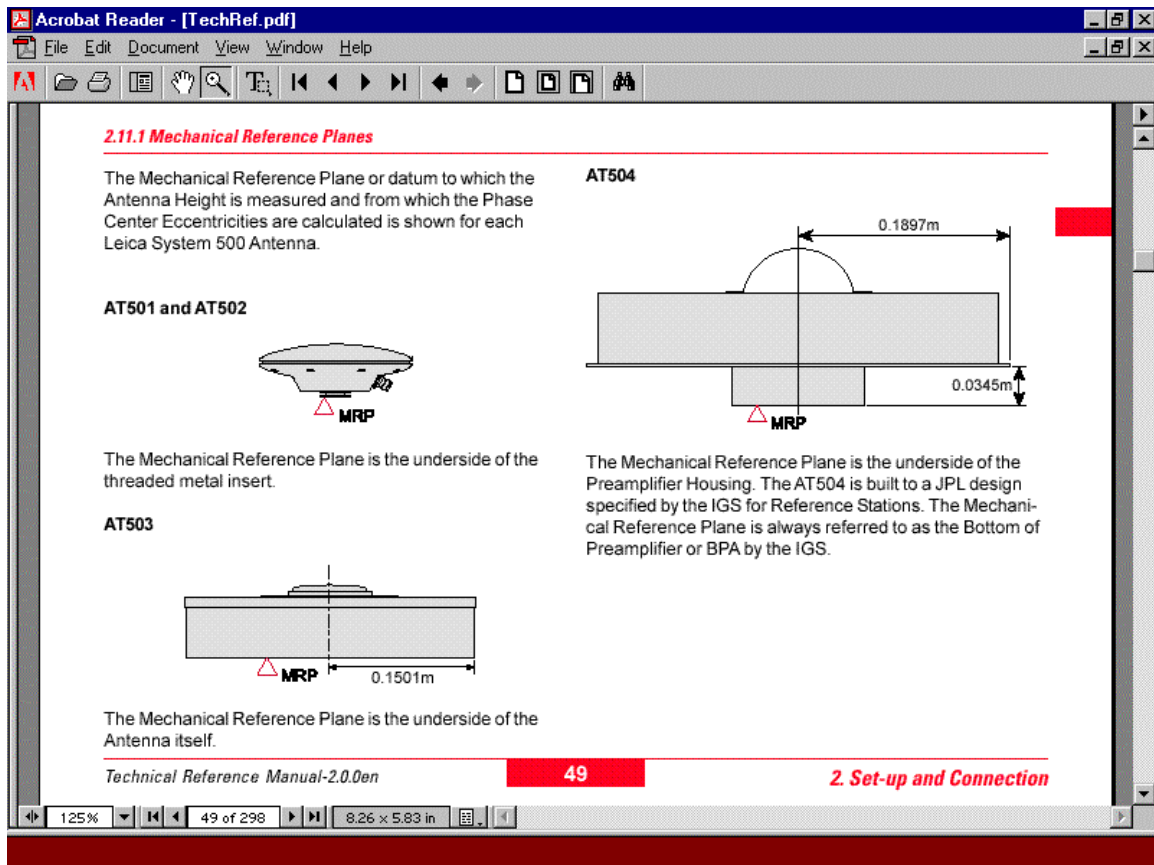 Acrobat Reader - [TechRef.pdf]
File Edit Document View Window Help
2.11.1 Mechanical Reference Planes
The Mechanical Reference Plane or datum to which the
Antenna Height is measured and from which the Phase
Center Eccentricities are calculated is shown for each
Leica System 500 Antenna.
AT501 and AT502
MRP
The Mechanical Reference Plane is the underside of the
threaded metal insert.
AT503
MRP
0.1501m
The Mechanical Reference Plane is the underside of the
Antenna itself.
AT504
0.1897m
0.0345m
MRP
The Mechanical Reference Plane is the underside of the
Preamplifier Housing. The AT504 is built to a JPL design
specified by the IGS for Reference Stations. The Mechani-
cal Reference Plane is always referred to as the Bottom of
Preamplifier or BPA by the IGS.
Technical Reference Manual-2.0.0en
49
2. Set-up and Connection
125%
49 of 298
8.26 × 5.83 in